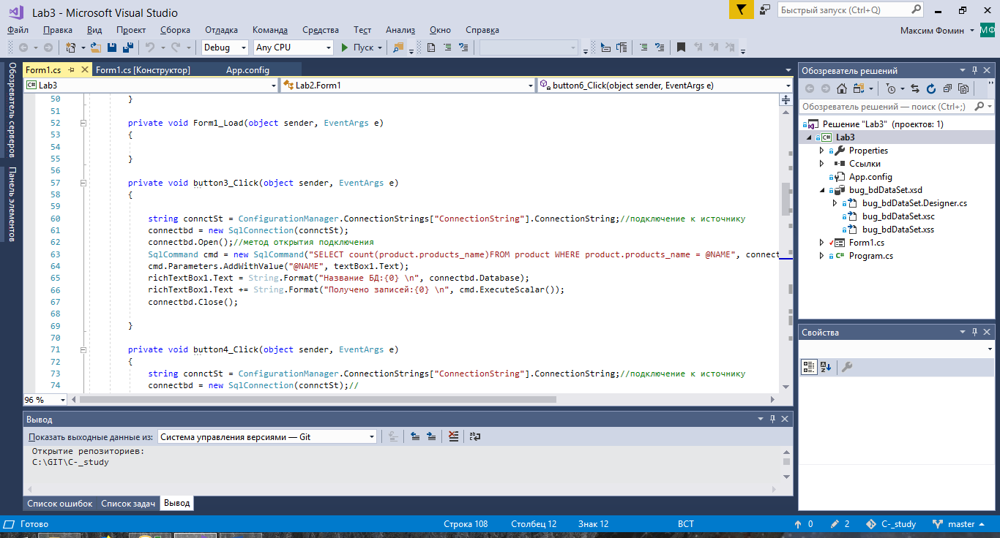 Lab3 - Microsoft Visual Studio
Быстрый запуск (Ctrl+Q)
Файл Правка Вид Проект Сборка Отладка Команда Средства Тест Анализ Окно Справка
Максим Фомин МФ
Debug Any CPU Пуск
Обозреватель серверов
Панель элементов
Form1.cs Form1.cs [Конструктор] App.config
Lab3 Lab2.Form1 button6_Click(object sender, EventArgs e)
50 }
51
52 private void Form1_Load(object sender, EventArgs e)
53 {
54
55 }
56
57 private void button3_Click(object sender, EventArgs e)
58 {
59
60 string connctSt = ConfigurationManager.ConnectionStrings["ConnectionString"].ConnectionString;//подключение к источнику
61 connectbd = new SqlConnection(connctSt);
62 connectbd.Open();//метод открытия подключения
63 SqlCommand cmd = new SqlCommand("SELECT count(product.products_name)FROM product WHERE product.products_name = @NAME", connect
64 cmd.Parameters.AddWithValue("@NAME", textBox1.Text);
65 richTextBox1.Text = String.Format("Название БД:{0} \n", connectbd.Database);
66 richTextBox1.Text += String.Format("Получено записей:{0} \n", cmd.ExecuteScalar());
67 connectbd.Close();
68
69 }
70
71 private void button4_Click(object sender, EventArgs e)
72 {
73 string connctSt = ConfigurationManager.ConnectionStrings["ConnectionString"].ConnectionString;//подключение к источнику
74 connectbd = new SqlConnection(connctSt);//
96 %
Обозреватель решений
Обозреватель решений — поиск (Ctrl+;)
Решение "Lab3" (проектов: 1)
C# Lab3
Properties
Ссылки
App.config
bug_bdDataSet.xsd
bug_bdDataSet.Designer.cs
bug_bdDataSet.xsc
bug_bdDataSet.xss
Form1.cs
C# Program.cs
Свойства
Вывод
Показать выходные данные из: Система управления версиями — Git
Открытие репозиториев:
C:\GIT\C-_study
Список ошибок Список задач Вывод
Готово Строка 108 Столбец 12 Знак 12 ВСТ 0 2 C-_study master